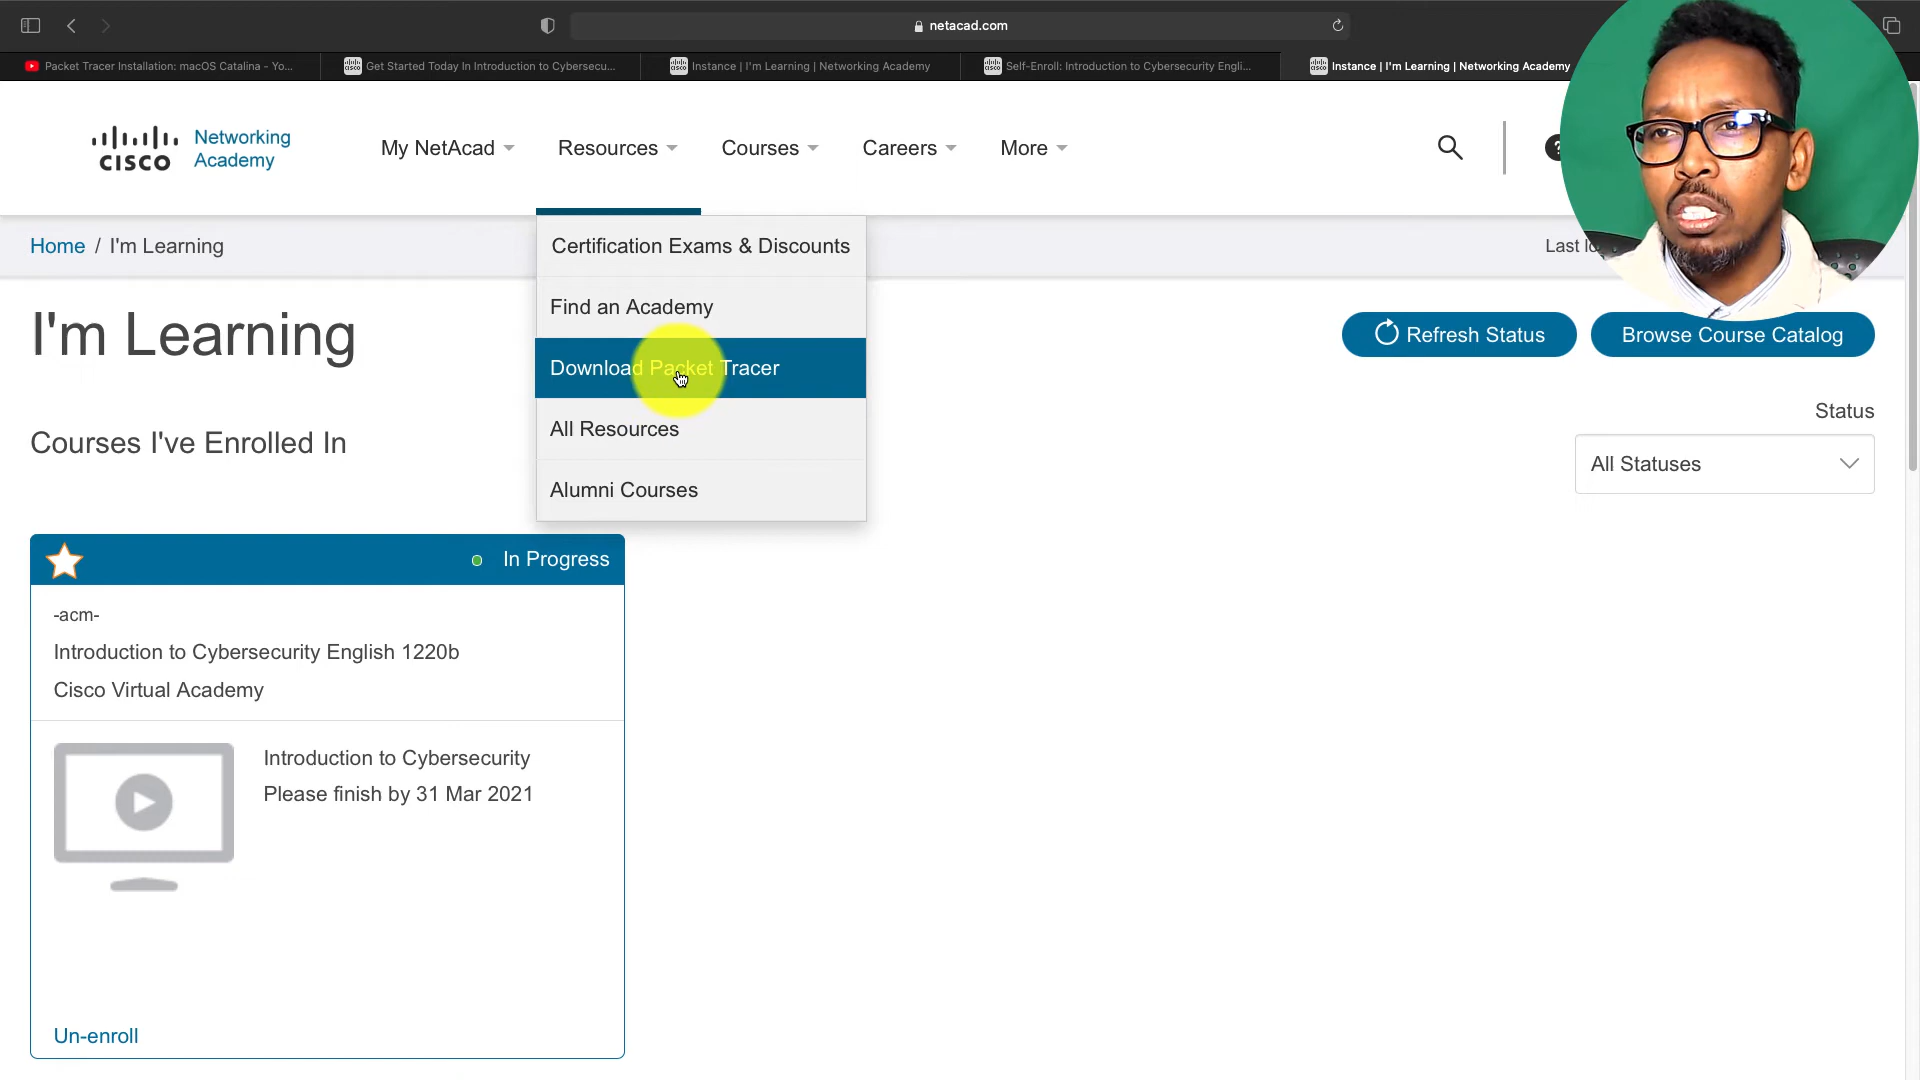 netacad.com
Packet Tracer Installation: macOS Catalina - Yo...
Get Started Today In Introduction to Cybersecu...
Instance | I'm Learning | Networking Academy
Self-Enroll: Introduction to Cybersecurity Engli...
Instance | I'm Learning | Networking Academy
CISCO
Networking
Academy
My NetAcad
Resources
Courses
Careers
More
Home / I'm Learning
Last
Certification Exams & Discounts
Find an Academy
Download Packet Tracer
All Resources
Alumni Courses
I'm Learning
Refresh Status
Browse Course Catalog
Status
Courses I've Enrolled In
All Statuses
In Progress
-acm-
Introduction to Cybersecurity English 1220b
Cisco Virtual Academy
Introduction to Cybersecurity
Please finish by 31 Mar 2021
Un-enroll